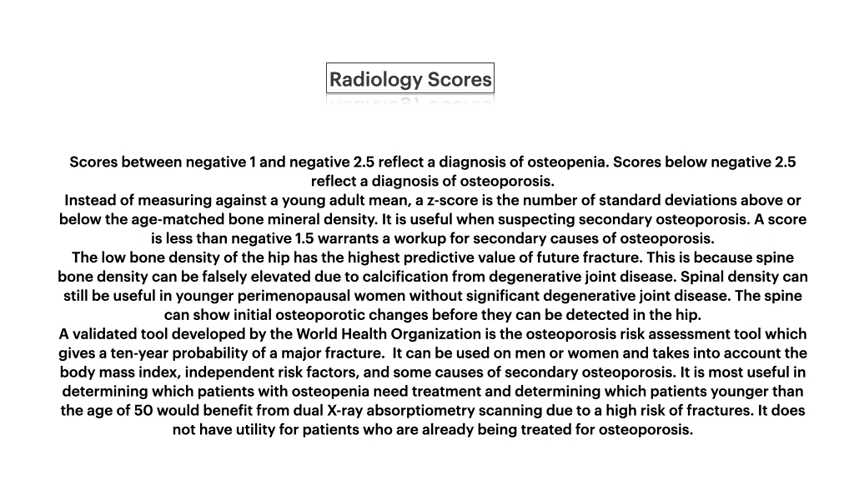 Radiology Scores
Scores between negative 1 and negative 2.5 reflect a diagnosis of osteopenia. Scores below negative 2.5
reflect a diagnosis of osteoporosis.
Instead of measuring against a young adult mean, a z-score is the number of standard deviations above or
below the age-matched bone mineral density. It is useful when suspecting secondary osteoporosis. A score
is less than negative 1.5 warrants a workup for secondary causes of osteoporosis.
The low bone density of the hip has the highest predictive value of future fracture. This is because spine
bone density can be falsely elevated due to calcification from degenerative joint disease. Spinal density can
still be useful in younger perimenopausal women without significant degenerative joint disease. The spine
can show initial osteoporotic changes before they can be detected in the hip.
A validated tool developed by the World Health Organization is the osteoporosis risk assessment tool which
gives a ten-year probability of a major fracture.  It can be used on men or women and takes into account the
body mass index, independent risk factors, and some causes of secondary osteoporosis. It is most useful in
determining which patients with osteopenia need treatment and determining which patients younger than
the age of 50 would benefit from dual X-ray absorptiometry scanning due to a high risk of fractures. It does
not have utility for patients who are already being treated for osteoporosis.